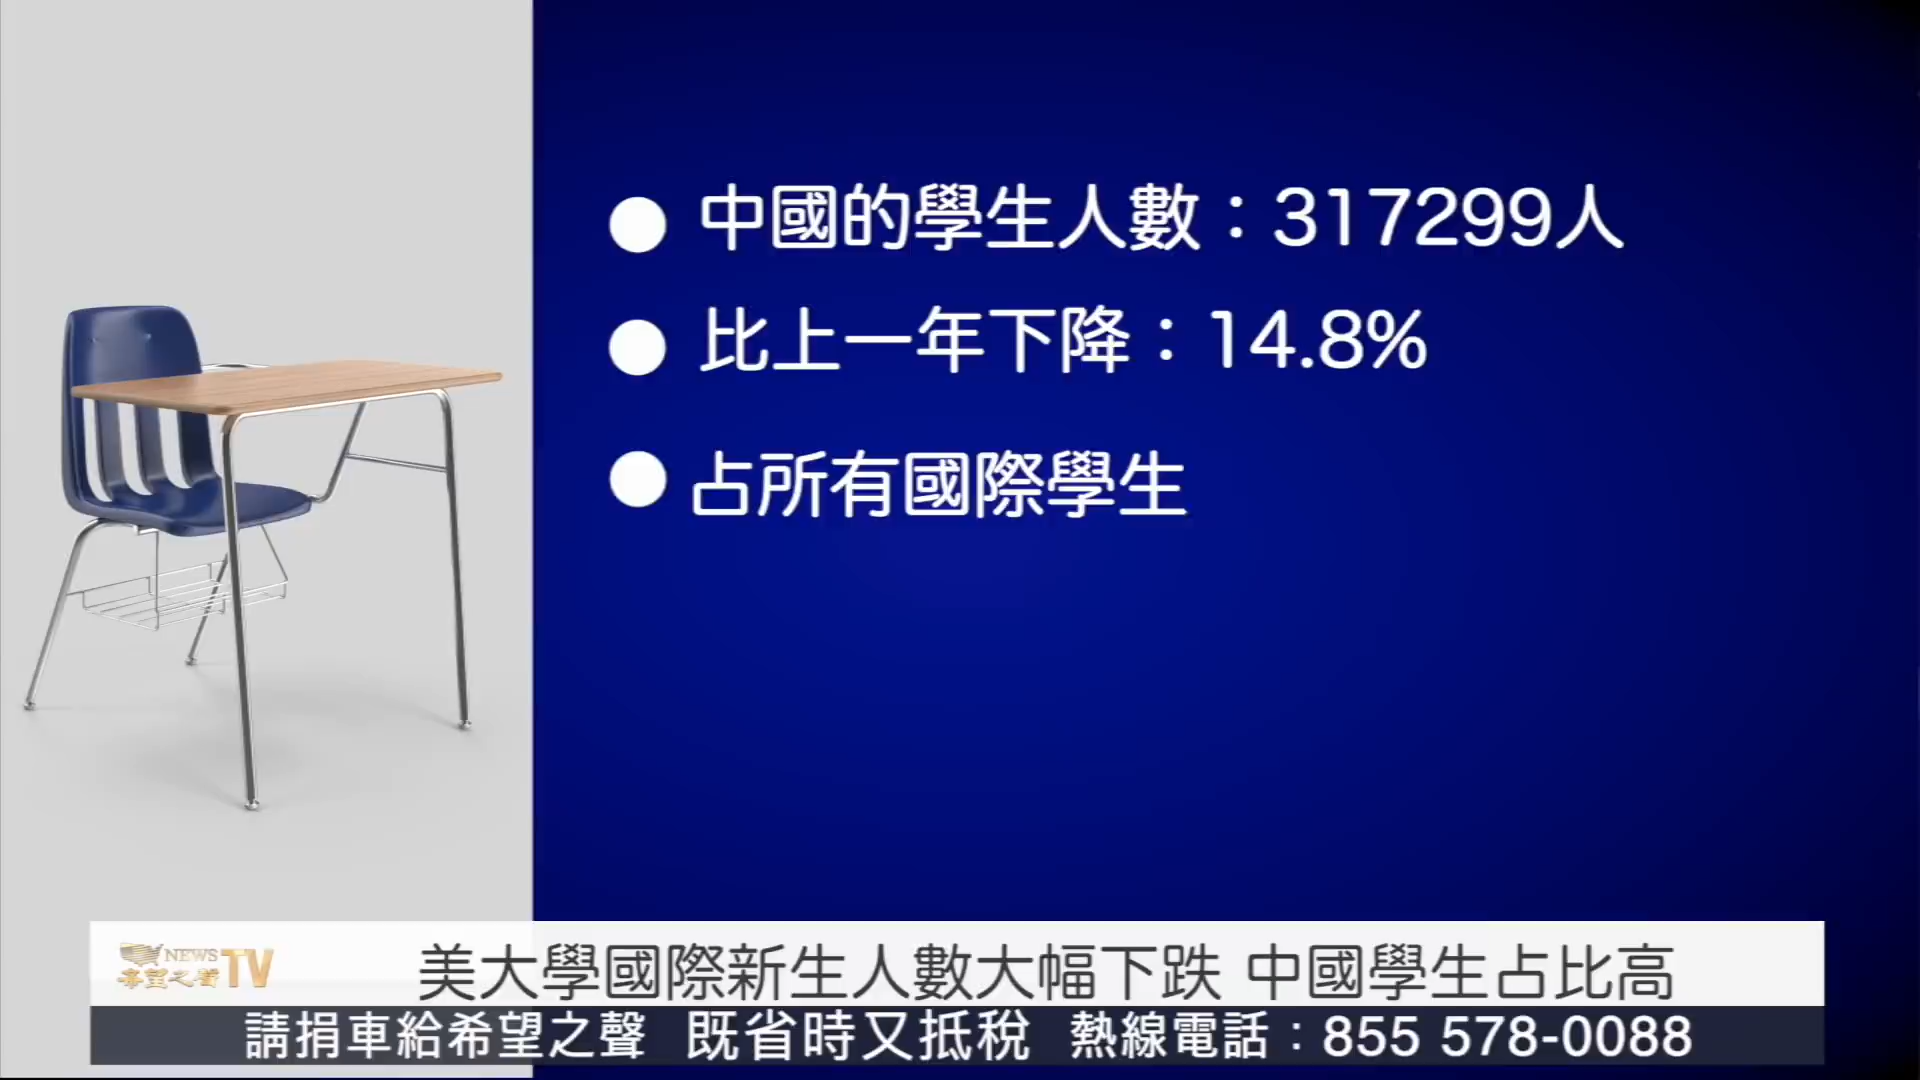 中國的學生人數：317299人
比上一年下降：14.8%
占所有國際學生
NEWS
希望之聲TV
美大學國際新生人數大幅下跌 中國學生占比高
請捐車給希望之聲 既省時又抵稅 熱線電話：855 578-0088